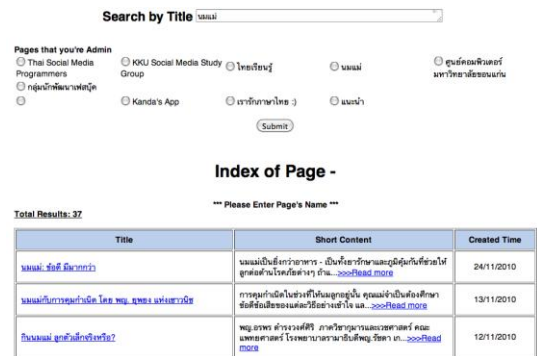 Search by Title นมแม่
Pages that you're Admin
Thai Social Media Programmers
KKU Social Media Study Group
ไทยเรียนรู้
นมแม่
ศูนย์คอมพิวเตอร์ มหาวิทยาลัยขอนแก่น
กลุ่มนักพัฒนาเฟสบุ๊ค
Kanda's App
เรารักภาษาไทย :)
แนะนำ
Submit
Index of Page -
*** Please Enter Page's Name ***
Total Results: 37
Title Short Content Created Time
นมแม่: ข้อดี มีมากกว่า
นมแม่เป็นยิ่งกว่าอาหาร - เป็นทั้งยารักษาและภูมิคุ้มกันที่ช่วยให้
ลูกต่อต้านโรคภัยต่างๆ ถ้าแ...>>>Read more
24/11/2010
นมแม่กับการคุมกำเนิด โดย พญ. ยุพยง แห่งเชาวนิช
การคุมกำเนิดในช่วงที่ให้นมลูกอยู่นั้น คุณแม่จำเป็นต้องศึกษา
ข้อดีข้อเสียของแต่ละวิธีอย่างเข้าใจ แล...>>>Read more
13/11/2010
กินนมแม่ ลูกตัวเล็กจริงหรือ?
พญ.อรพร ดำรงวงศ์ศิริ ภาควิชากุมารและเวชศาสตร์ คณะ
แพทยศาสตร์ โรงพยาบาลรามาธิบดีพญ.รัชดา เก...>>>Read
more
12/11/2010